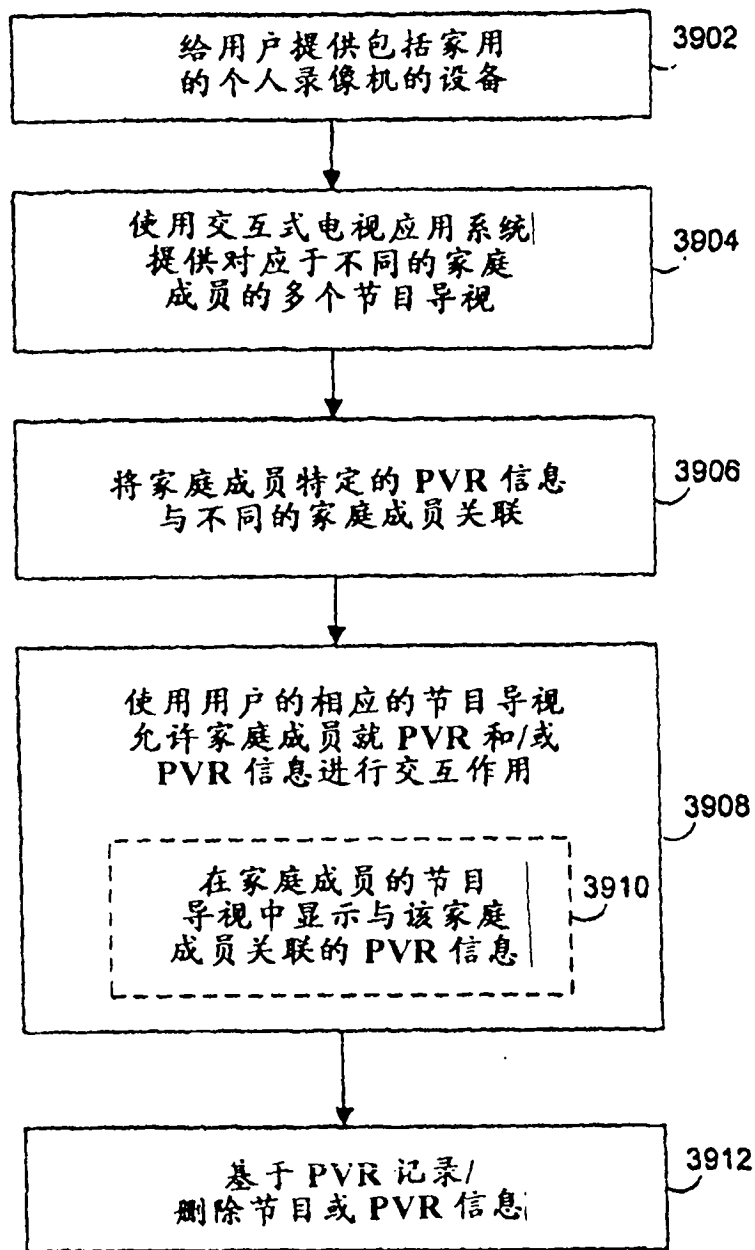 给用户提供包括家用
的个人录像机的设备
3902
使用交互式电视应用系统
提供对应于不同的家庭
成员的多个节目导视
3904
将家庭成员特定的 PVR 信息
与不同的家庭成员关联
3906
使用用户的相应的节目导视
允许家庭成员就 PVR 和/或
PVR 信息进行交互作用
3908
在家庭成员的节目
导视中显示与该家庭
成员关联的 PVR 信息
3910
基于 PVR 记录/
删除节目或 PVR 信息
3912